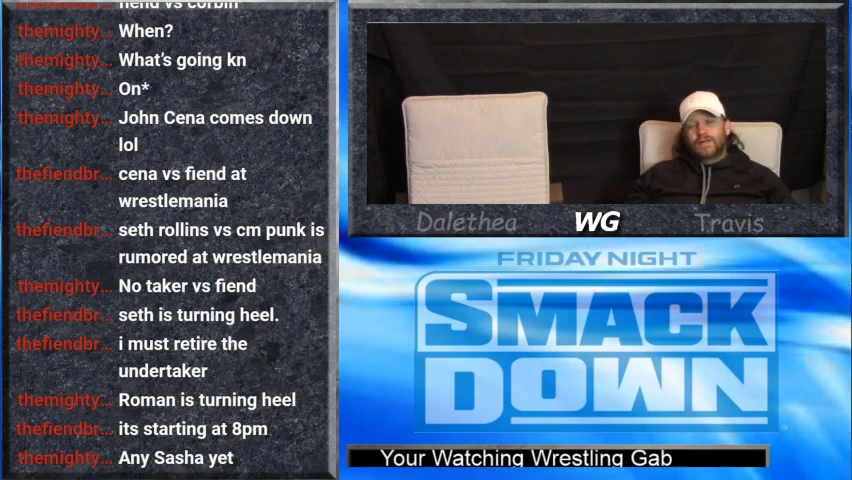 fiend vs corbin
themighty... When?
themighty... What's going kn
themighty... On*
themighty... John Cena comes down
lol
thefiendbr... cena vs fiend at
wrestlemania
thefiendbr... seth rollins vs cm punk is
rumored at wrestlemania
themighty... No taker vs fiend
thefiendbr... seth is turning heel.
thefiendbr... i must retire the
undertaker
themighty... Roman is turning heel
thefiendbr... its starting at 8pm
themighty... Any Sasha yet
Dalethea WG Travis
FRIDAY NIGHT
SMACK
DOWN
Your Watching Wrestling Gab